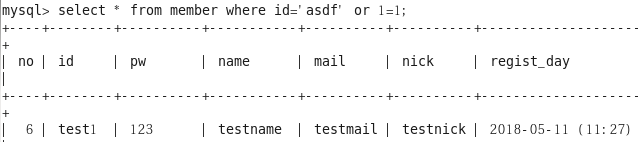 mysql> select * from member where id='asdf' or 1=1;
+----+-------+---------+----------+----------+----------+--------------------
+
| no | id    | pw      | name     | mail     | nick     | regist_day
|
+----+-------+---------+----------+----------+----------+--------------------
+
|  6 | test1 | 123     | testname | testmail | testnick | 2018-05-11 (11:27)